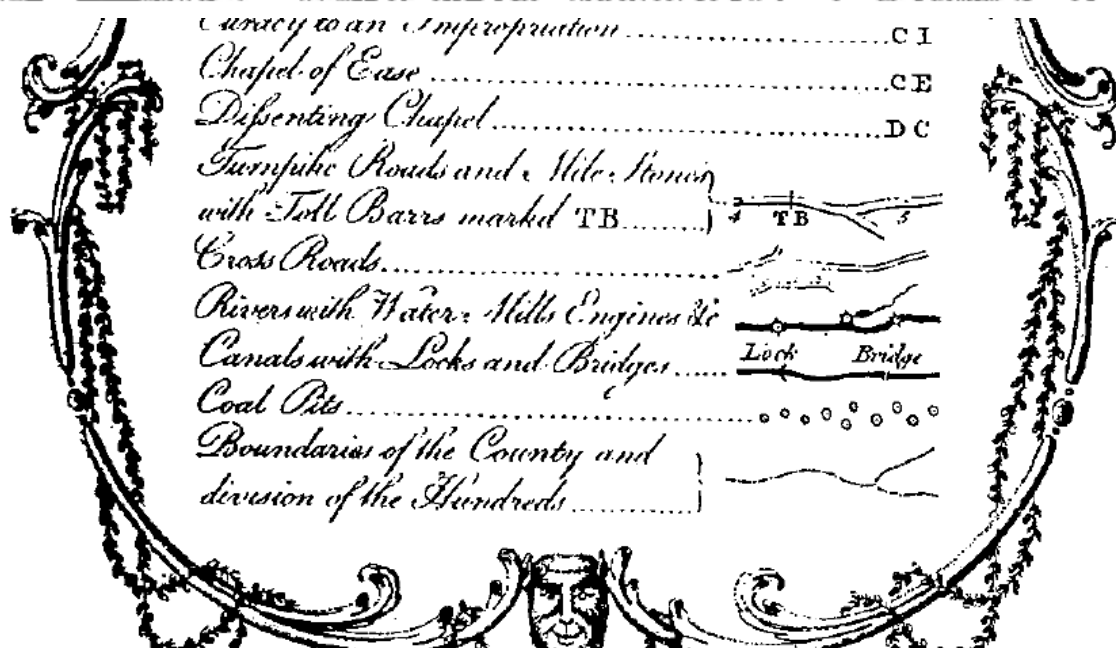 Curacy to an Impropriation ........ C I
Chapel of Ease ........ C E
Diſsenting Chapel ........ D C
Turnpike Roads and Mile Stones
with Toll Barrs markd TB ........ 4 TB 5
Cross Roads ........
Rivers with Water Mills Engines &c
Canals with Locks and Bridges ........ Lock Bridge
Coal Pits ........
Boundaries of the County and
division of the Hundreds ........